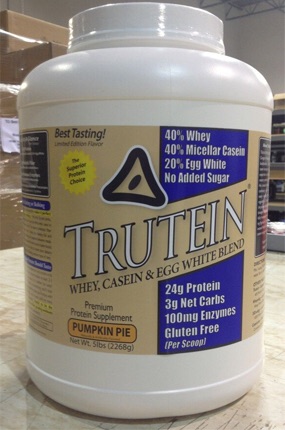 Best Tasting!
Limited Edition Flavor
The
Superior
Protein
Choice
40% Whey
40% Micellar Casein
20% Egg White
No Added Sugar
TRUTEIN
WHEY, CASEIN & EGG WHITE BLEND
Premium
Protein Supplement
PUMPKIN PIE
Net Wt. 5lbs (2268g)
24g Protein
3g Net Carbs
100mg Enzymes
Gluten Free
(Per Scoop)